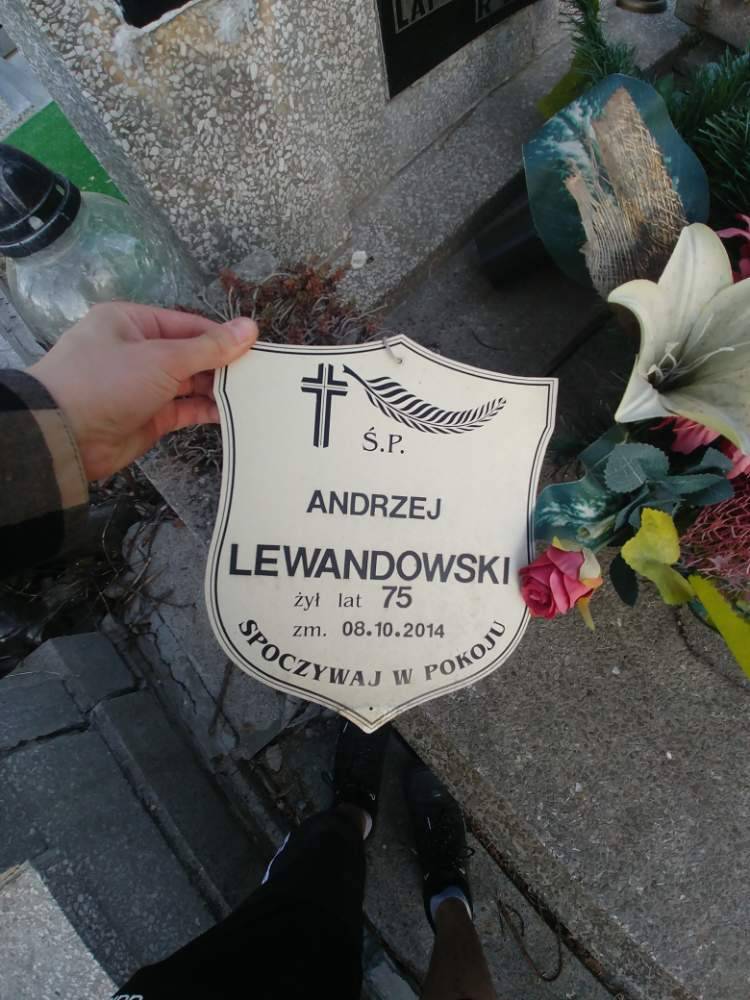 Ś.P.
ANDRZEJ
LEWANDOWSKI
żył lat 75
zm. 08.10.2014
SPOCZYWAJ W POKOJU